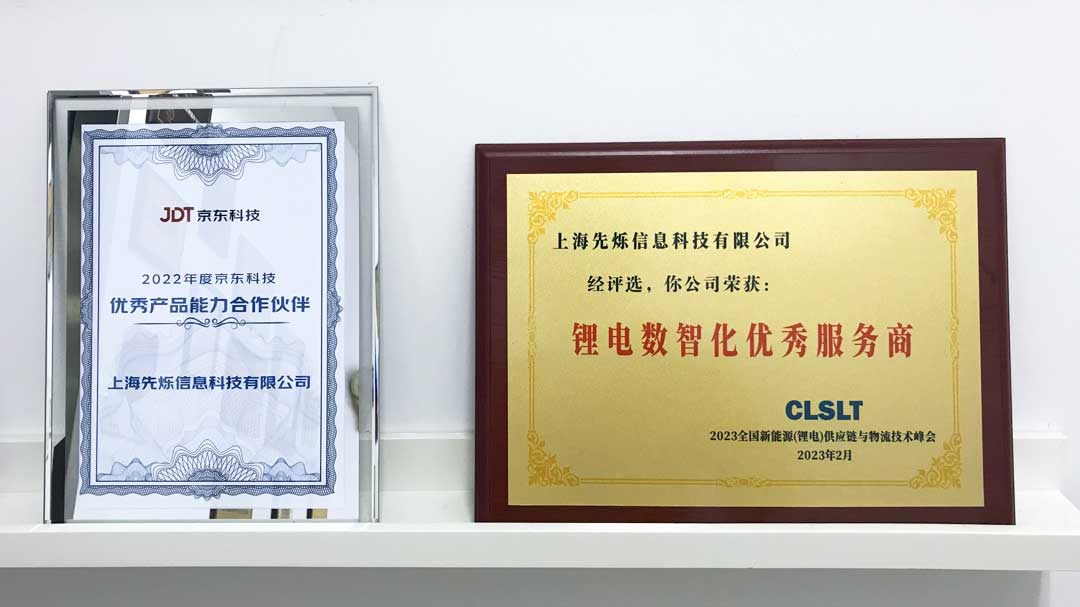 JDT 京东科技
2022年度京东科技
优秀产品能力合作伙伴
上海先烁信息科技有限公司
上海先烁信息科技有限公司
经评选，你公司荣获：
锂电数智化优秀服务商
CLSLT
2023全国新能源(锂电)供应链与物流技术峰会
2023年2月